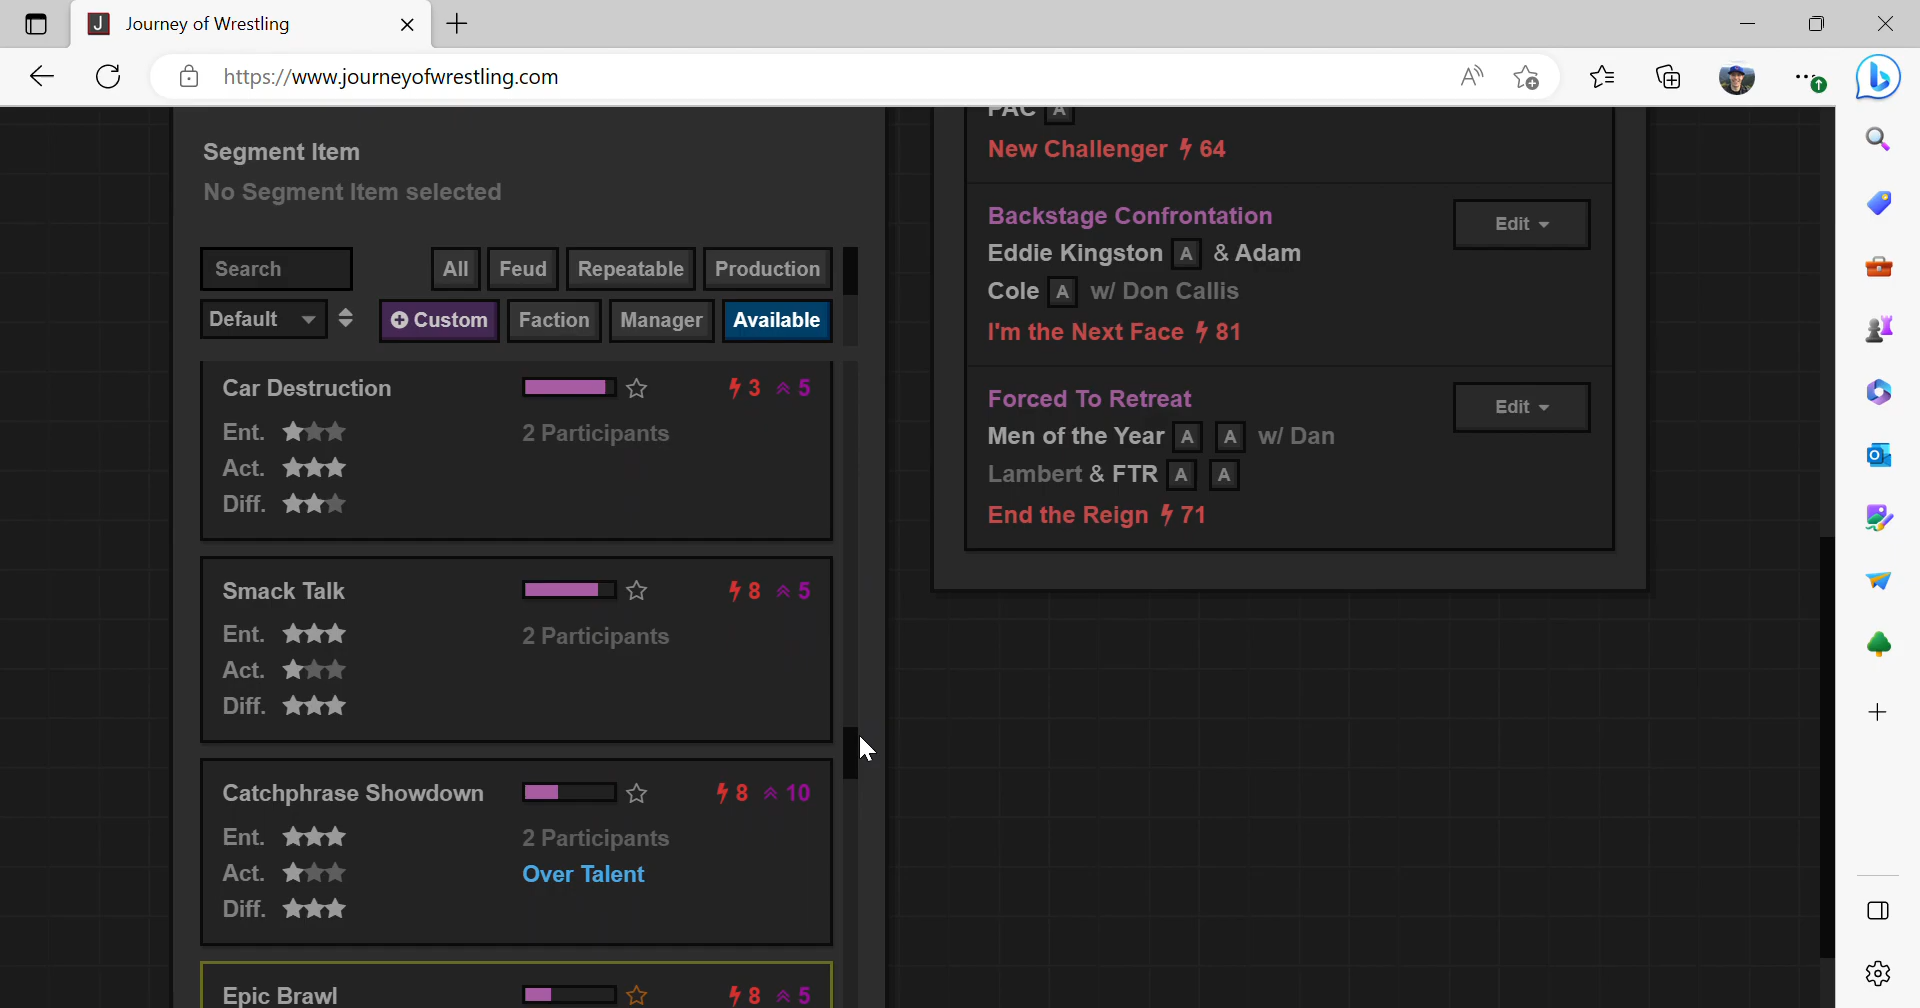 Journey of Wrestling
https://www.journeyofwrestling.com
Segment Item
No Segment Item selected
Search All Feud Repeatable Production
Default Custom Faction Manager Available
Car Destruction 3 5
Ent. 2 Participants
Act.
Diff.
Smack Talk 8 5
Ent. 2 Participants
Act.
Diff.
Catchphrase Showdown 8 10
Ent. 2 Participants
Act. Over Talent
Diff.
Epic Brawl 8 5
PAC A
New Challenger 64
Backstage Confrontation Edit
Eddie Kingston A & Adam
Cole A w/ Don Callis
I'm the Next Face 81
Forced To Retreat Edit
Men of the Year A A w/ Dan
Lambert & FTR A A
End the Reign 71